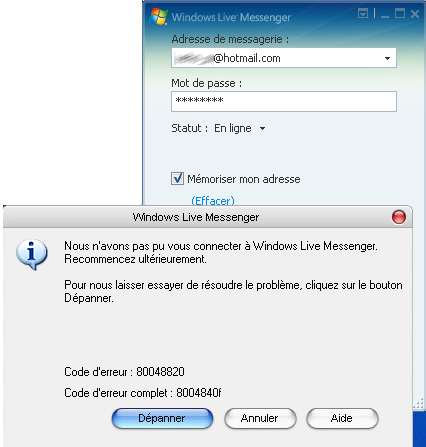 Windows Live Messenger
Adresse de messagerie :
@hotmail.com
Mot de passe :
********
Statut : En ligne
Mémoriser mon adresse
(Effacer)
Windows Live Messenger
Nous n'avons pas pu vous connecter à Windows Live Messenger.
Recommencez ultérieurement.
Pour nous laisser essayer de résoudre le problème, cliquez sur le bouton
Dépanner.
Code d'erreur : 80048820
Code d'erreur complet : 8004840f
Dépanner Annuler Aide